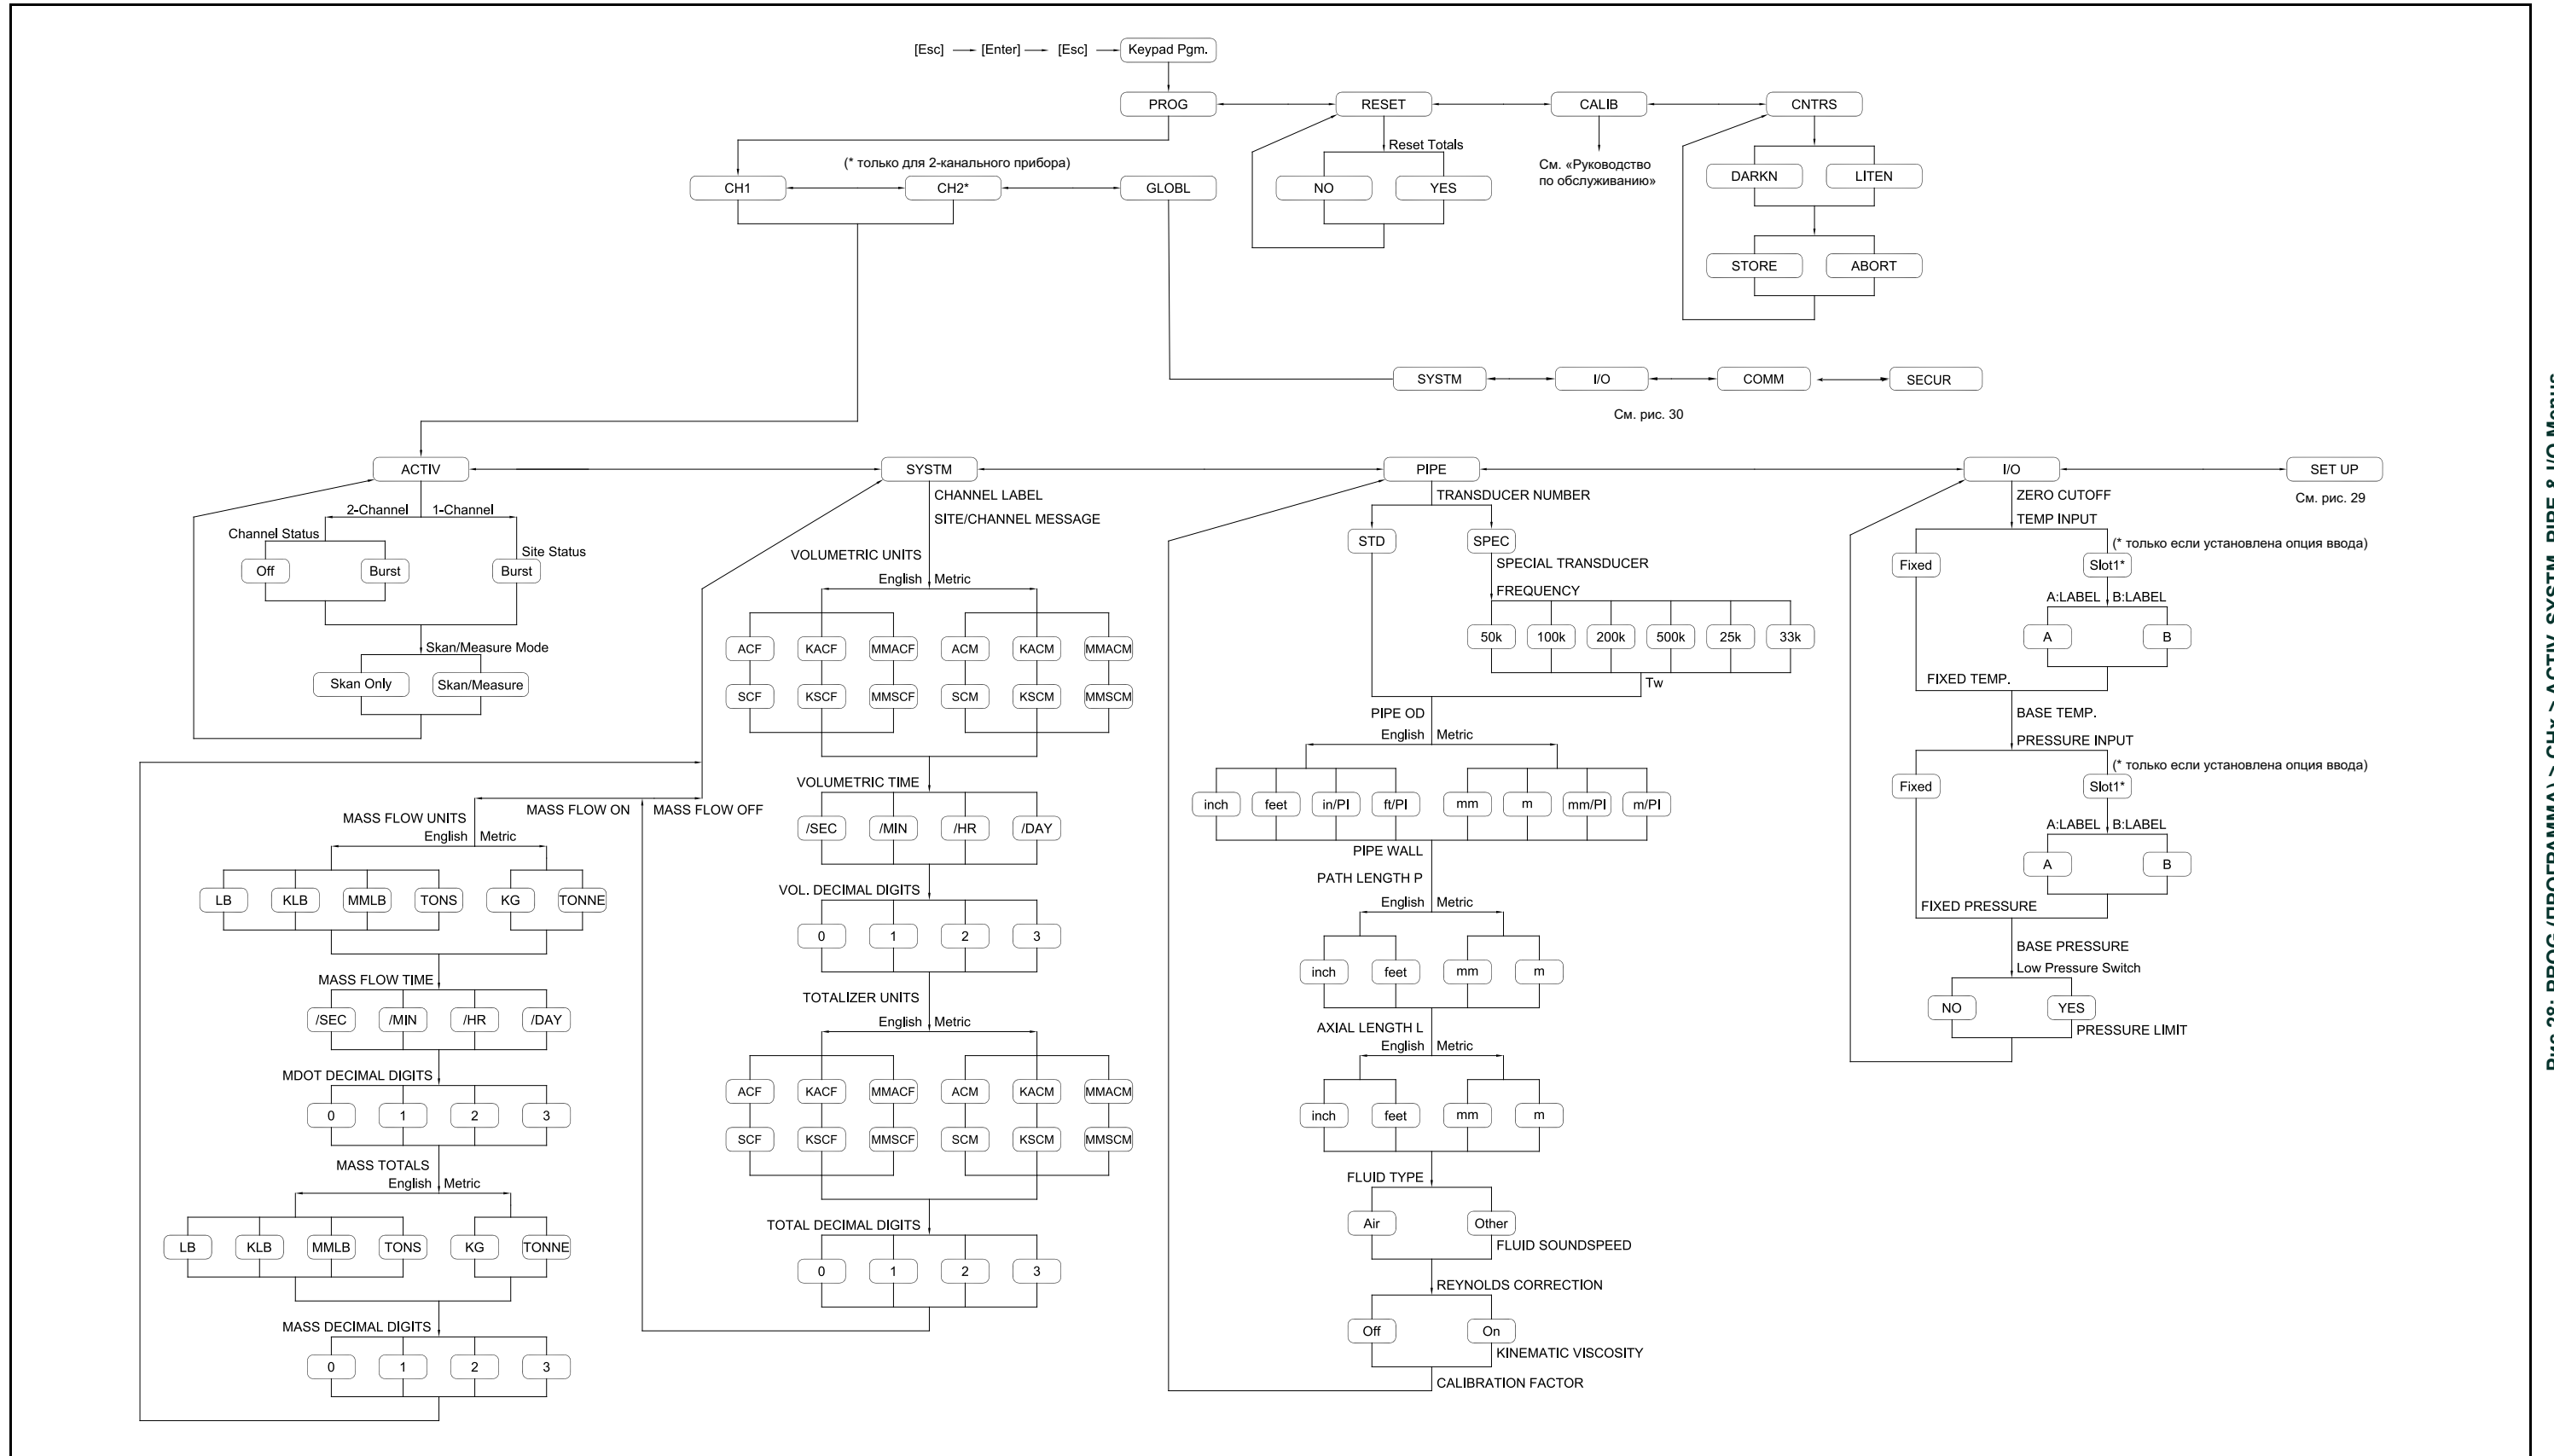 [Esc] [Enter] [Esc] Keypad Pgm.
PROG RESET CALIB CNTRS
Reset Totals
(* только для 2-канального прибора)
См. «Руководство
по обслуживанию»
CH1 CH2* GLOBL
NO YES
DARKN LITEN
STORE ABORT
SYSTM I/O COMM SECUR
См. рис. 30
ACTIV SYSTM PIPE I/O SET UP
См. рис. 29
2-Channel 1-Channel
Channel Status
Site Status
Off Burst Burst
Skan/Measure Mode
Skan Only Skan/Measure
CHANNEL LABEL
SITE/CHANNEL MESSAGE
VOLUMETRIC UNITS
English Metric
ACF KACF MMACF ACM KACM MMACM
SCF KSCF MMSCF SCM KSCM MMSCM
VOLUMETRIC TIME
/SEC /MIN /HR /DAY
VOL. DECIMAL DIGITS
0 1 2 3
TOTALIZER UNITS
English Metric
ACF KACF MMACF ACM KACM MMACM
SCF KSCF MMSCF SCM KSCM MMSCM
TOTAL DECIMAL DIGITS
0 1 2 3
MASS FLOW ON MASS FLOW OFF
MASS FLOW UNITS
English Metric
LB KLB MMLB TONS KG TONNE
MASS FLOW TIME
/SEC /MIN /HR /DAY
MDOT DECIMAL DIGITS
0 1 2 3
MASS TOTALS
English Metric
LB KLB MMLB TONS KG TONNE
MASS DECIMAL DIGITS
0 1 2 3
TRANSDUCER NUMBER
STD SPEC
SPECIAL TRANSDUCER
FREQUENCY
50k 100k 200k 500k 25k 33k
Tw
PIPE OD
English Metric
inch feet in/PI ft/PI mm m mm/PI m/PI
PIPE WALL
PATH LENGTH P
English Metric
inch feet mm m
AXIAL LENGTH L
English Metric
inch feet mm m
FLUID TYPE
Air Other
FLUID SOUNDSPEED
REYNOLDS CORRECTION
Off On
KINEMATIC VISCOSITY
CALIBRATION FACTOR
ZERO CUTOFF
TEMP INPUT
(* только если установлена опция ввода)
Fixed Slot1*
A:LABEL B:LABEL
A B
FIXED TEMP.
BASE TEMP.
PRESSURE INPUT
(* только если установлена опция ввода)
Fixed Slot1*
A:LABEL B:LABEL
A B
FIXED PRESSURE
BASE PRESSURE
Low Pressure Switch
NO YES
PRESSURE LIMIT
Рис.28: PROG (ПРОГРАММА) > CHx > ACTIV, SYSTM, PIPE & I/O Menus